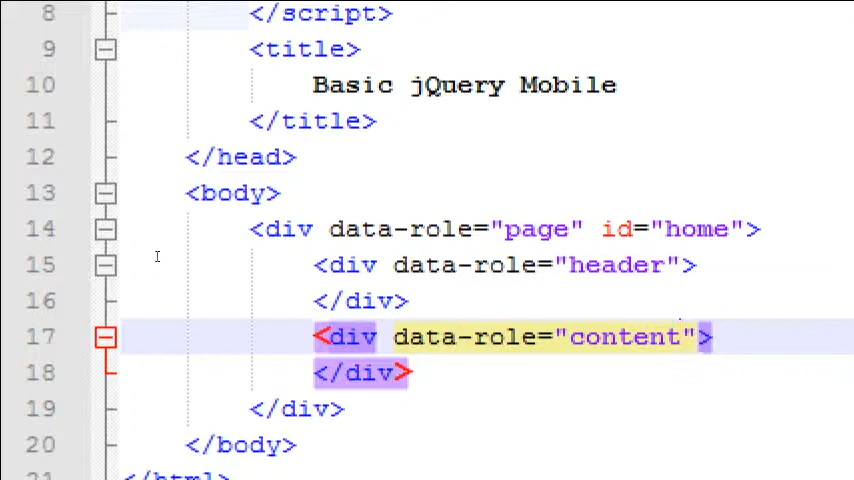 8 </script>
9 <title>
10 Basic jQuery Mobile
11 </title>
12 </head>
13 <body>
14 <div data-role="page" id="home">
15 <div data-role="header">
16 </div>
17 <div data-role="content">
18 </div>
19 </div>
20 </body>
21 </html>